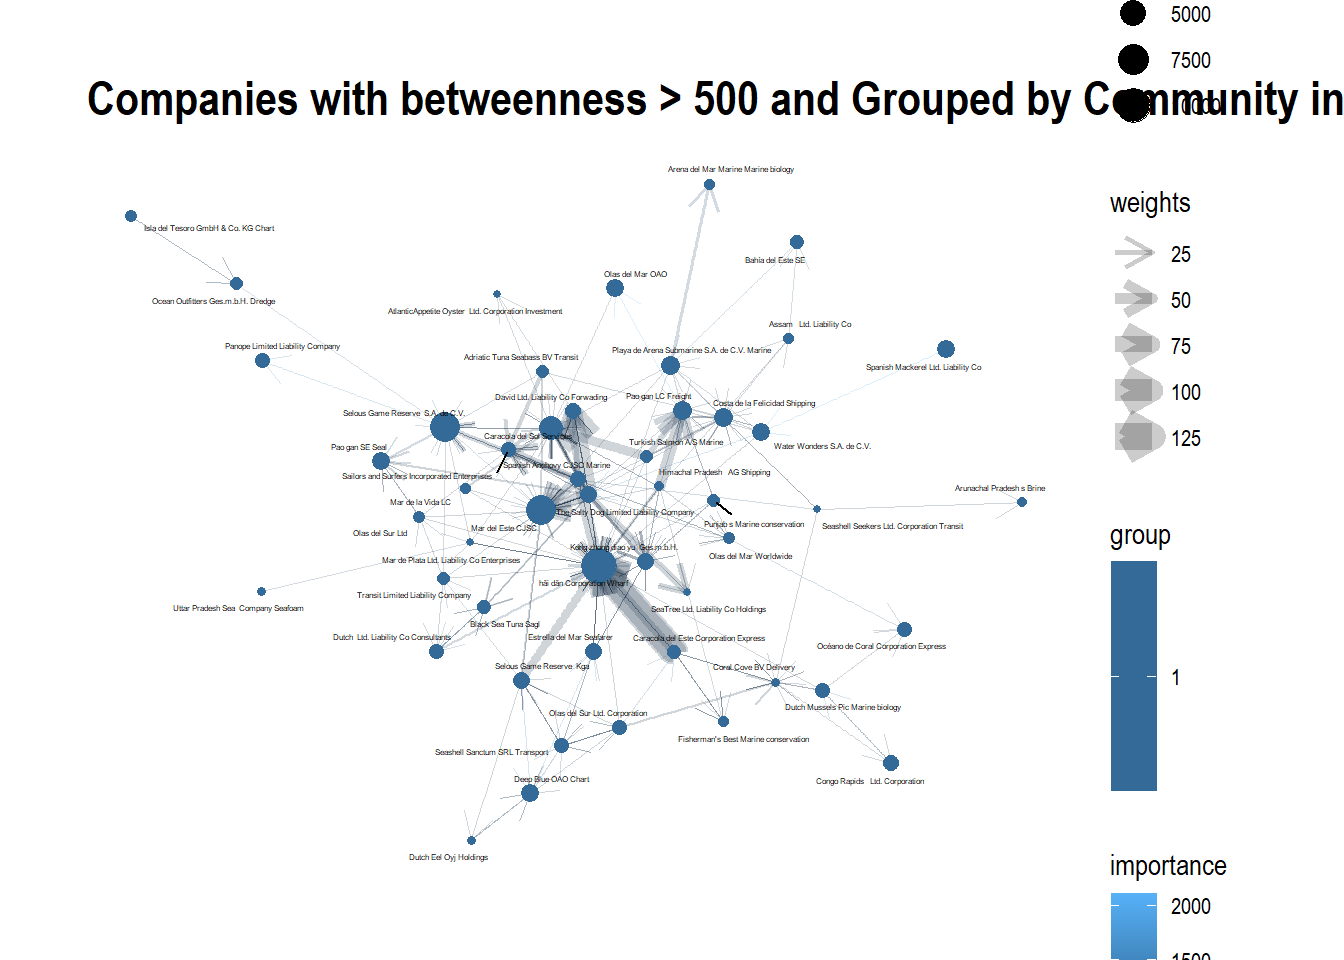 5000
7500
Companies with betweenness > 500 and Grouped by Community in
10000
Arena del Mar Marine Marine biology
weights
Isla del Tesoro GmbH & Co. KG Chart
25
Bahía del Este SE
Olas del Mar OAO
Ocean Outfitters Ges.m.b.H. Dredge
50
AtlanticAppetite Oyster Ltd. Corporation Investment
Assam Ltd. Liability Co
Panope Limited Liability Company
75
Adriatic Tuna Seabass BV Transit
Playa de Arena Submarine S.A. de C.V. Marine
Spanish Mackerel Ltd. Liability Co
100
David Ltd. Liability Co Forwading
Pao gan LC Freight
Costa de la Felicidad Shipping
Selous Game Reserve S.A. de C.V.
Caracola del Sol Services
125
Pao gan SE Seal
Turkish Salmon A/S Marine
Water Wonders S.A. de C.V.
Spanish Anchovy CJSC Marine
Sailors and Surfers Incorporated Enterprises
Himachal Pradesh AG Shipping
Arunachal Pradesh s Brine
Mar de la Vida LC
The Salty Dog Limited Liability Company
Olas del Sur Ltd
Mar del Este CJSC
Punjab s Marine conservation
Seashell Seekers Ltd. Corporation Transit
group
Kong zhong diao yu Ges.m.b.H.
Mar de Plata Ltd. Liability Co Enterprises
Olas del Mar Worldwide
hǎi dǎn Corporation Wharf
Transit Limited Liability Company
Uttar Pradesh Sea Company Seafoam
SeaTree Ltd. Liability Co Holdings
Black Sea Tuna Sagl
Dutch Ltd. Liability Co Consultants
Estrella del Mar Seafarer
Caracola del Este Corporation Express
Océano de Coral Corporation Express
Selous Game Reserve Kga
Coral Cove BV Delivery
1
Olas del Sur Ltd. Corporation
Dutch Mussels Plc Marine biology
Fisherman's Best Marine conservation
Seashell Sanctum SRL Transport
Deep Blue OAO Chart
Congo Rapids Ltd. Corporation
Dutch Eel Oyj Holdings
importance
2000
1500